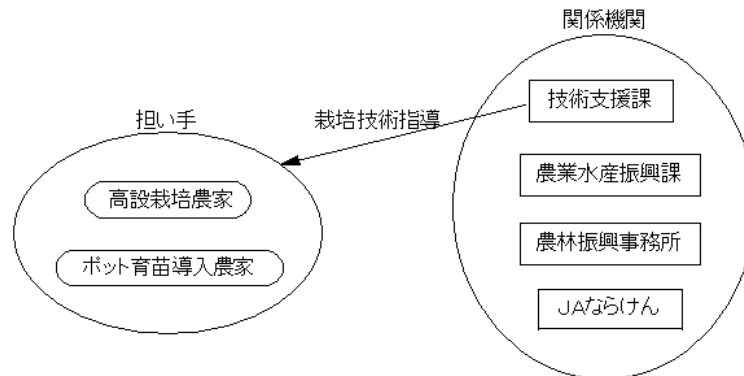 関係機関
技術支援課
担い手
栽培技術指導
農業水産振興課
高設栽培農家
農林振興事務所
ポット育苗導入農家
JAならけん